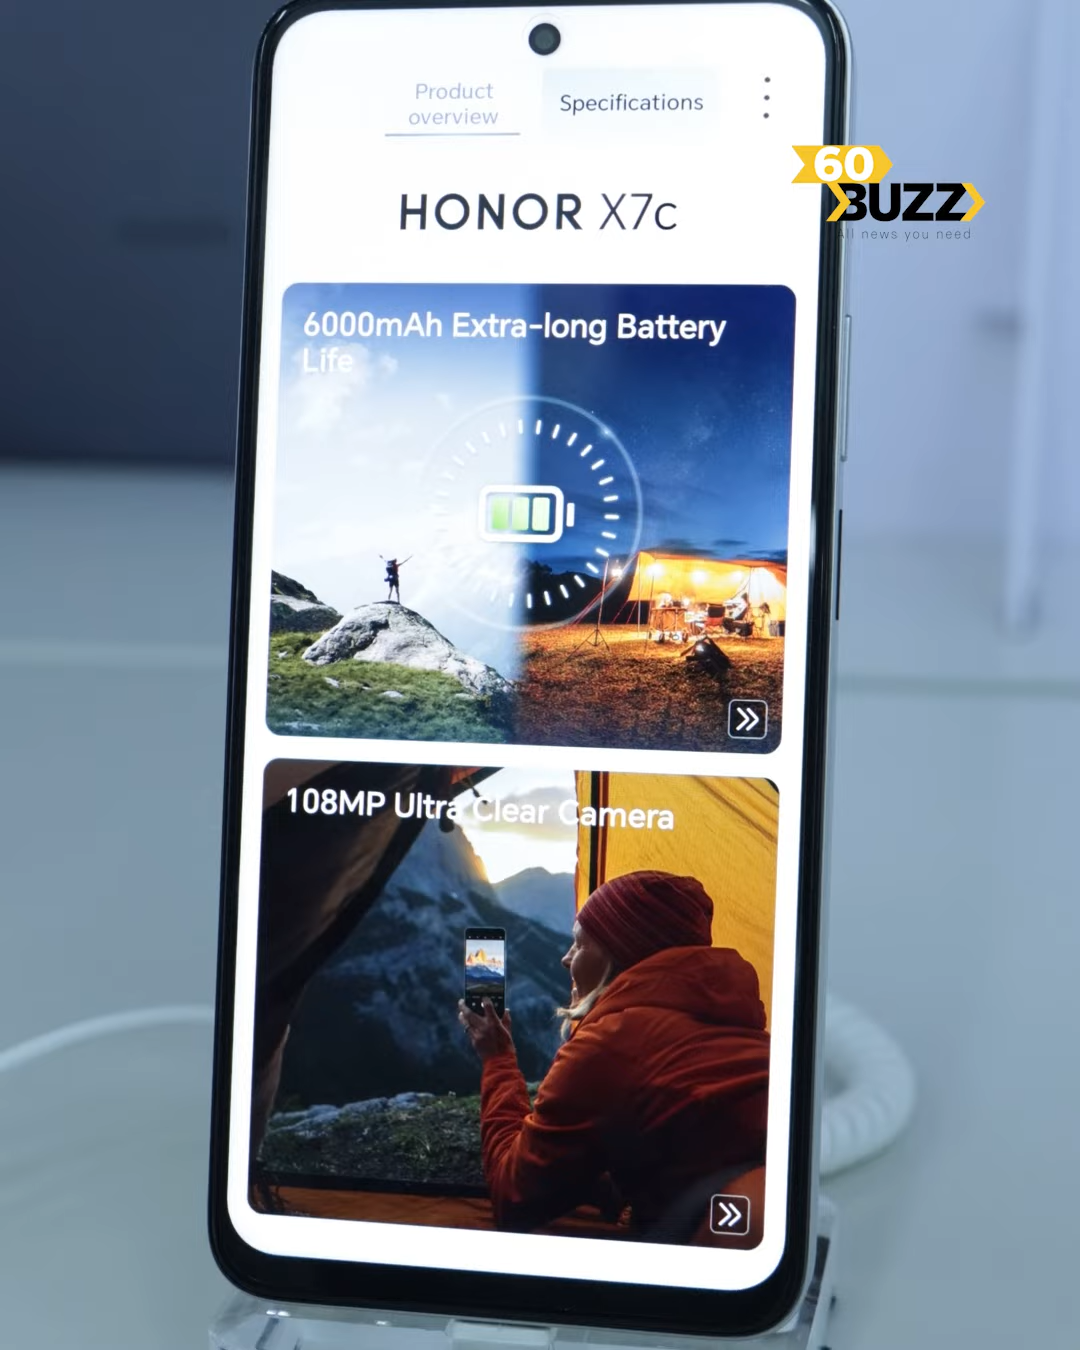 Product
overview
Specifications
HONOR X7c
60
BUZZ
All news you need
6000mAh Extra-long Battery
Life
108MP Ultra Clear Camera